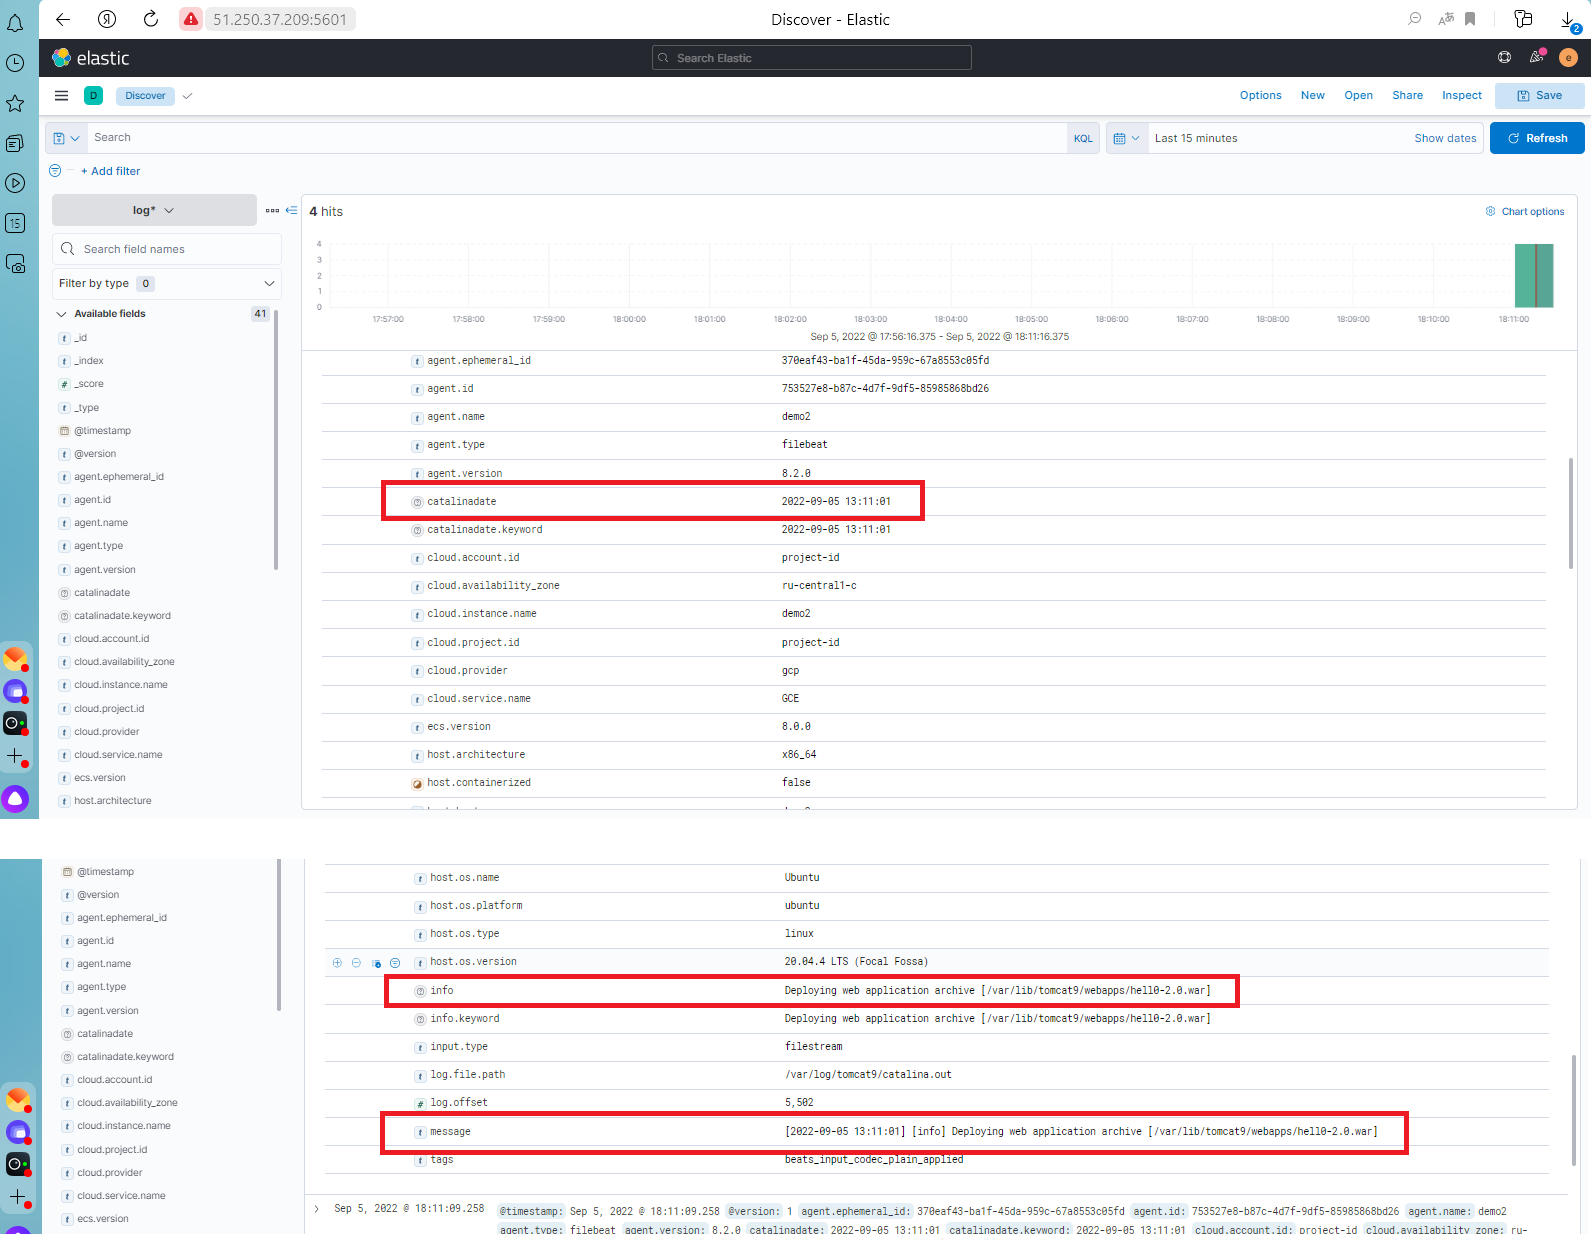 51.250.37.209:5601
Discover - Elastic
2
elastic
Search Elastic
e
D
Discover
Options New Open Share Inspect Save
Search
KQL
Last 15 minutes
Show dates
Refresh
+ Add filter
15
log*
4 hits
Chart options
Search field names
Filter by type 0
4
3
2
1
0
17:57:00 17:58:00 17:59:00 18:00:00 18:01:00 18:02:00 18:03:00 18:04:00 18:05:00 18:06:00 18:07:00 18:08:00 18:09:00 18:10:00 18:11:00
Sep 5, 2022 @ 17:56:16.375 - Sep 5, 2022 @ 18:11:16.375
Available fields 41
t _id
t _index
# _score
t _type
@timestamp
t @version
t agent.ephemeral_id
t agent.id
t agent.name
t agent.type
t agent.version
catalinadate
catalinadate.keyword
t cloud.account.id
t cloud.availability_zone
t cloud.instance.name
t cloud.project.id
t cloud.provider
t cloud.service.name
t ecs.version
t host.architecture
t agent.ephemeral_id 370eaf43-ba1f-45da-959c-67a8553c05fd
t agent.id 753527e8-b87c-4d7f-9df5-85985868bd26
t agent.name demo2
t agent.type filebeat
t agent.version 8.2.0
catalinadate 2022-09-05 13:11:01
catalinadate.keyword 2022-09-05 13:11:01
t cloud.account.id project-id
t cloud.availability_zone ru-central1-c
t cloud.instance.name demo2
t cloud.project.id project-id
t cloud.provider gcp
t cloud.service.name GCE
t ecs.version 8.0.0
t host.architecture x86_64
host.containerized false
@timestamp
t @version
t agent.ephemeral_id
t agent.id
t agent.name
t agent.type
t agent.version
catalinadate
catalinadate.keyword
t cloud.account.id
t cloud.availability_zone
t cloud.instance.name
t cloud.project.id
t cloud.provider
t cloud.service.name
t ecs.version
t host.os.name Ubuntu
t host.os.platform ubuntu
t host.os.type linux
t host.os.version 20.04.4 LTS (Focal Fossa)
info Deploying web application archive [/var/lib/tomcat9/webapps/hell0-2.0.war]
info.keyword Deploying web application archive [/var/lib/tomcat9/webapps/hell0-2.0.war]
t input.type filestream
t log.file.path /var/log/tomcat9/catalina.out
# log.offset 5,502
t message [2022-09-05 13:11:01] [info] Deploying web application archive [/var/lib/tomcat9/webapps/hell0-2.0.war]
t tags beats_input_codec_plain_applied
Sep 5, 2022 @ 18:11:09.258 @timestamp: Sep 5, 2022 @ 18:11:09.258 @version: 1 agent.ephemeral_id: 370eaf43-ba1f-45da-959c-67a8553c05fd agent.id: 753527e8-b87c-4d7f-9df5-85985868bd26 agent.name: demo2
agent.type: filebeat agent.version: 8.2.0 catalinadate: 2022-09-05 13:11:01 catalinadate.keyword: 2022-09-05 13:11:01 cloud.account.id: project-id cloud.availability_zone: ru-